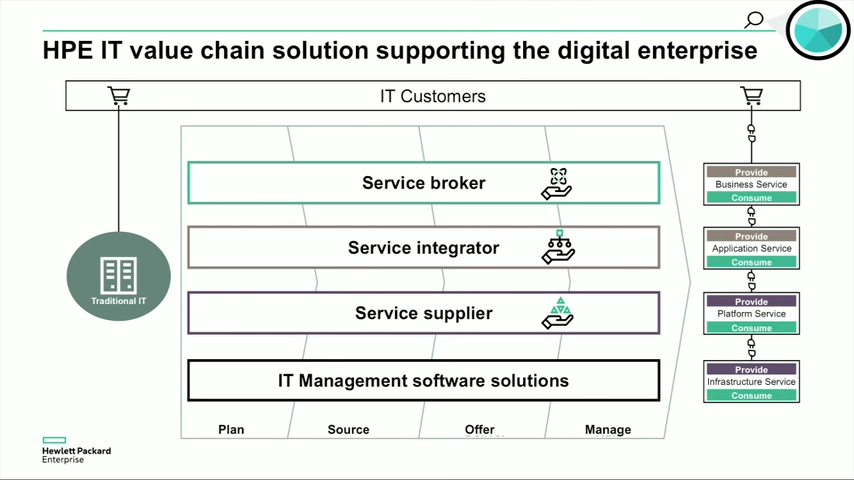 HPE IT value chain solution supporting the digital enterprise
IT Customers
Service broker
Service integrator
Service supplier
IT Management software solutions
Traditional IT
Plan
Source
Offer
Manage
Provide
Business Service
Consume
Provide
Application Service
Consume
Provide
Platform Service
Consume
Provide
Infrastructure Service
Consume
Hewlett Packard
Enterprise